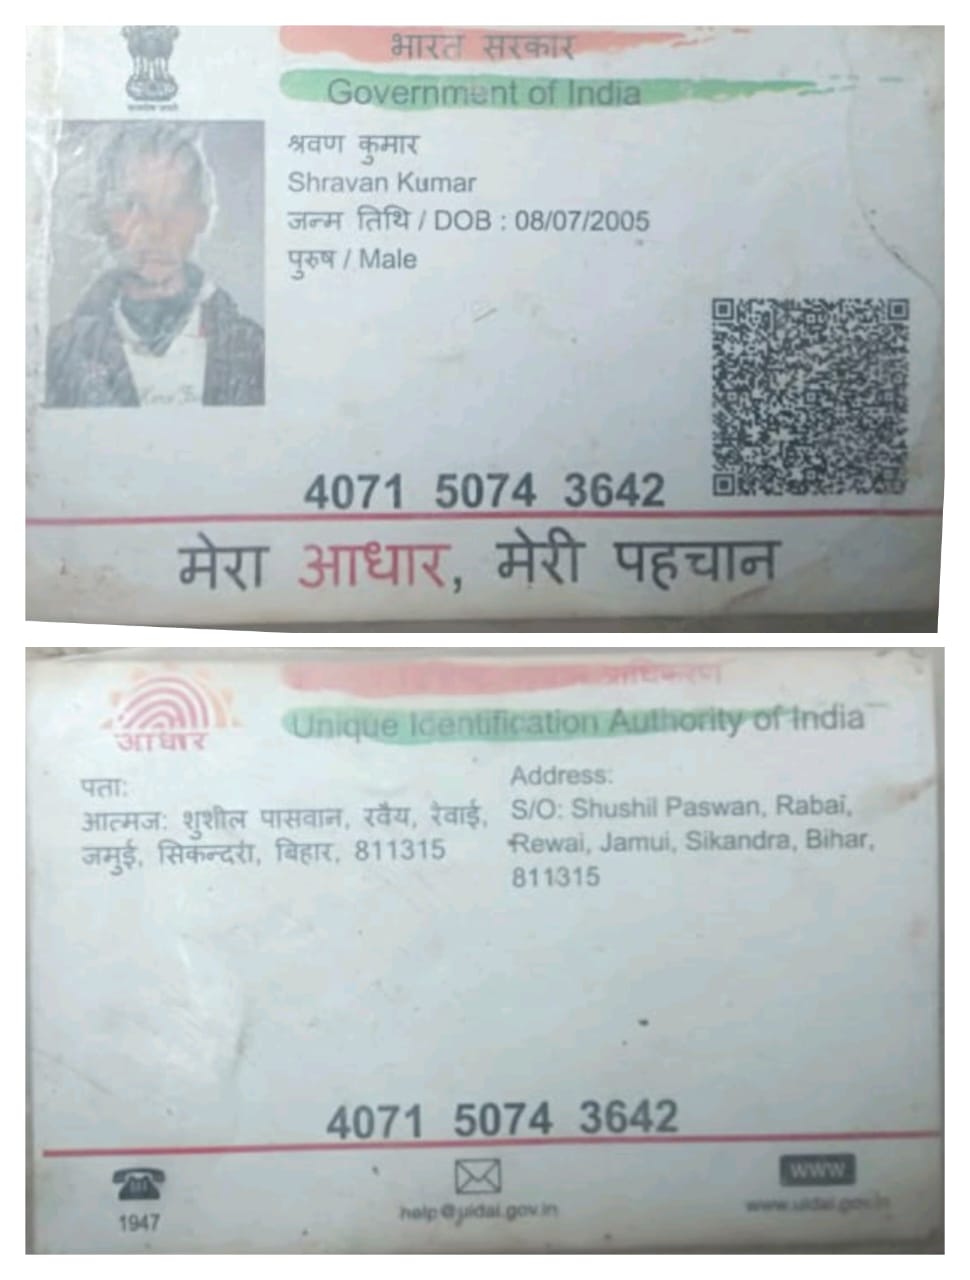 भारत सरकार
Government of India
श्रवण कुमार
Shravan Kumar
जन्म तिथि / DOB : 08/07/2005
पुरुष / Male
4071 5074 3642
मेरा आधार, मेरी पहचान
आधार
प्राधिकरण
Unique Identification Authority of India
पता:
आत्मज: शुशील पासवान, रवैय, रेवाई,
जमुई, सिकन्दरा, बिहार, 811315
Address:
S/O: Shushil Paswan, Rabai,
Rewai, Jamui, Sikandra, Bihar,
811315
4071 5074 3642
1947
help@uidai.gov.in
www
www.uidai.gov.in